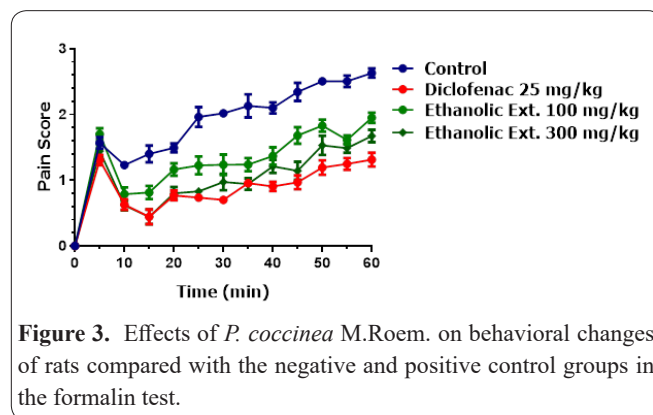 3
Control
Diclofenac 25 mg/kg
2
Ethanolic Ext. 100 mg/kg
Ethanolic Ext. 300 mg/kg
Pain Score
1
0
0 10 20 30 40 50 60
Time (min)
Figure 3. Effects of P. coccinea M.Roem. on behavioral changes
of rats compared with the negative and positive control groups in
the formalin test.